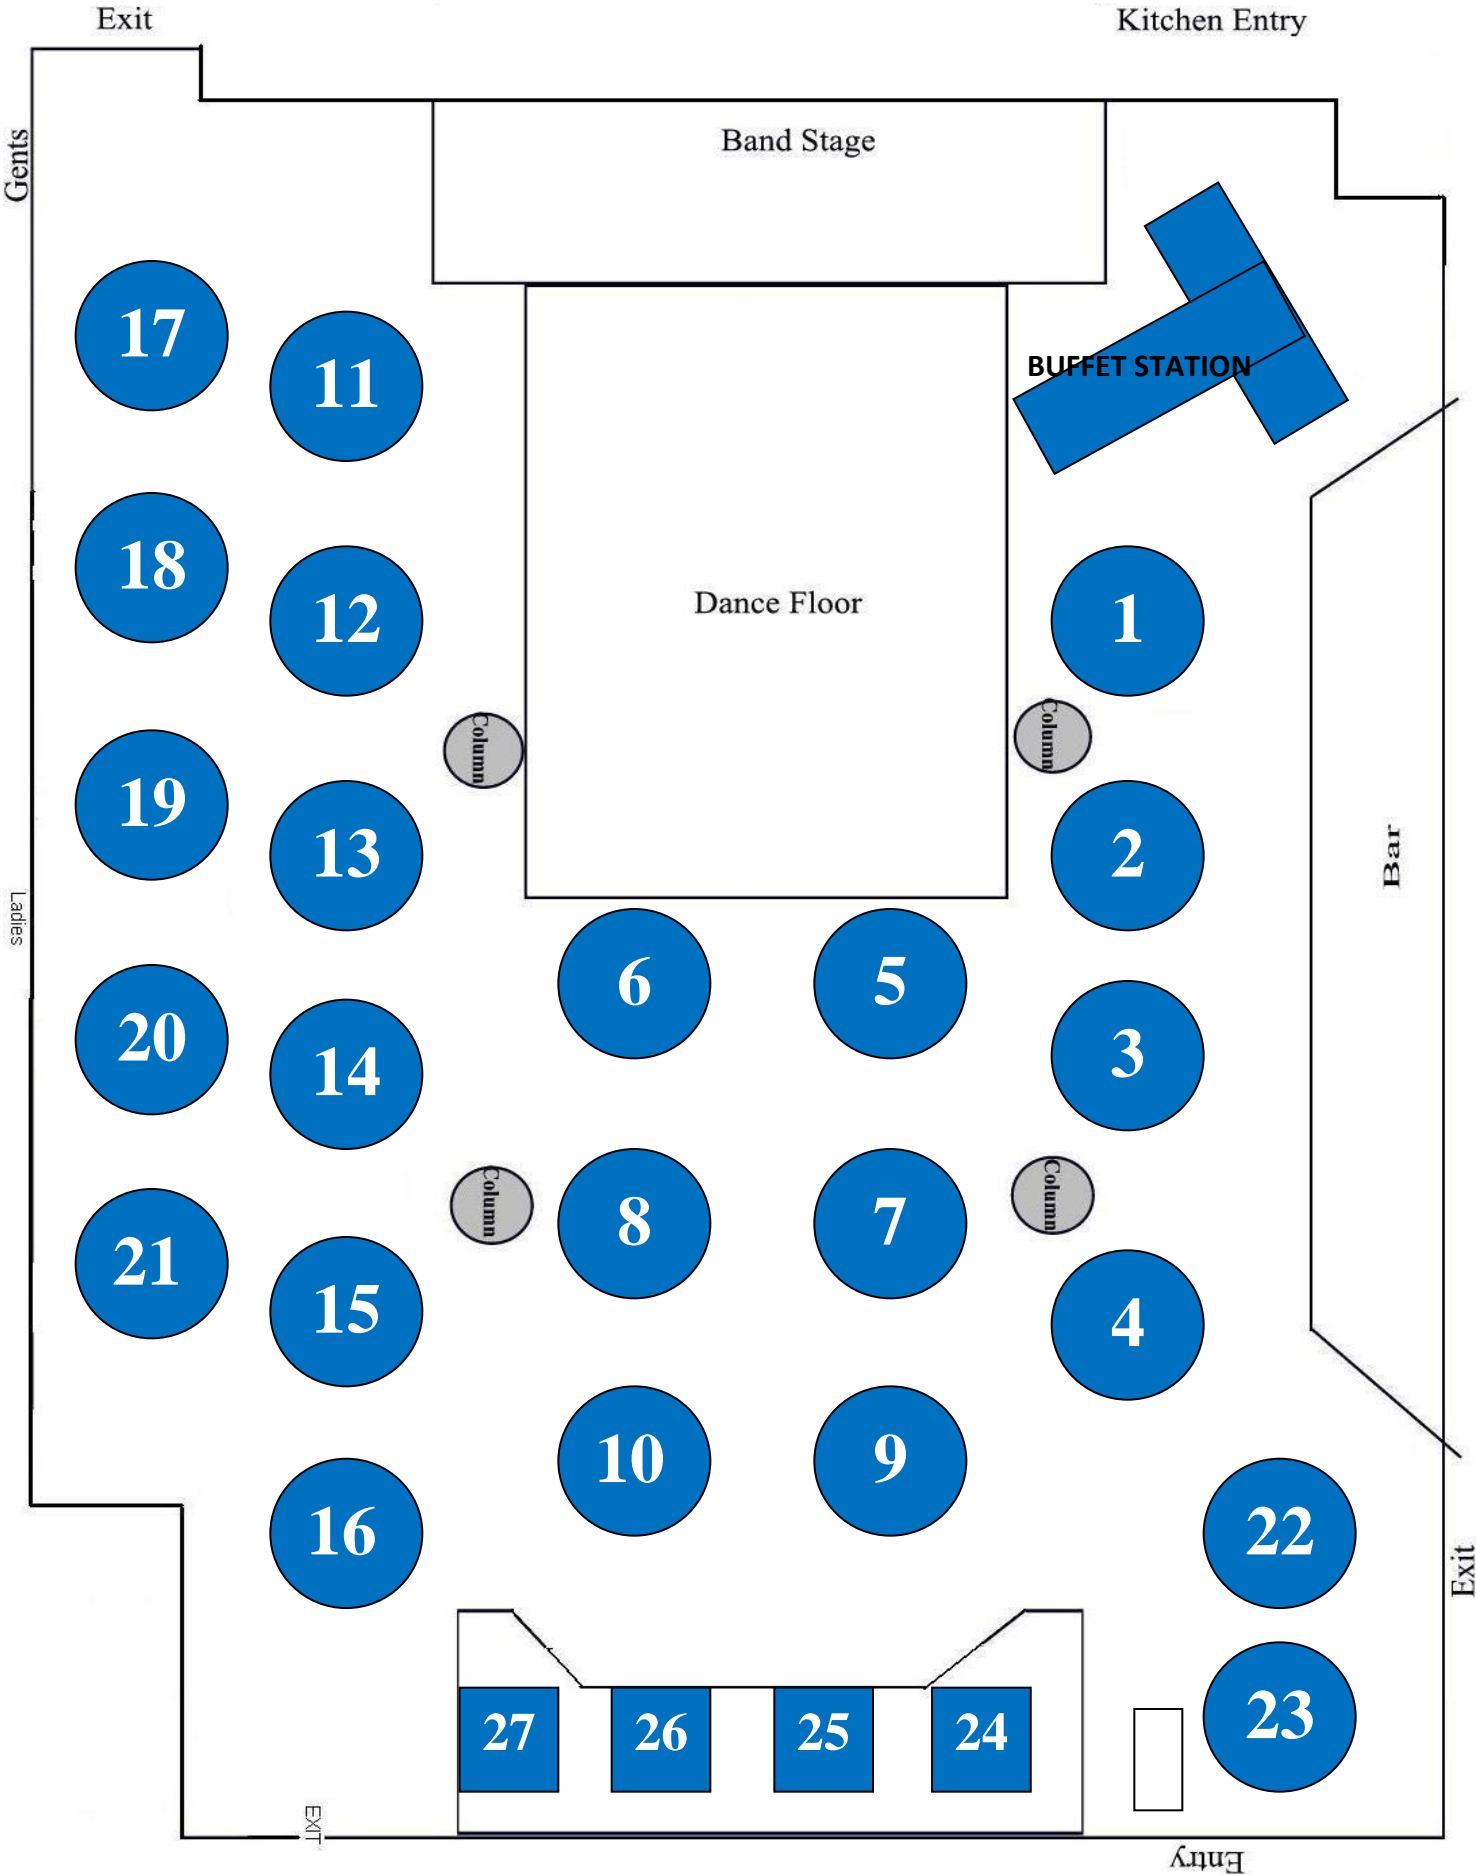 Exit
Kitchen Entry
Gents
Band Stage
17
11
BUFFET STATION
18
12
Dance Floor
1
Column
Column
19
13
2
Bar
Ladies
6
5
20
14
3
Column
Column
8
7
21
15
4
10
9
16
22
Exit
27
26
25
24
23
EXIT
Entry